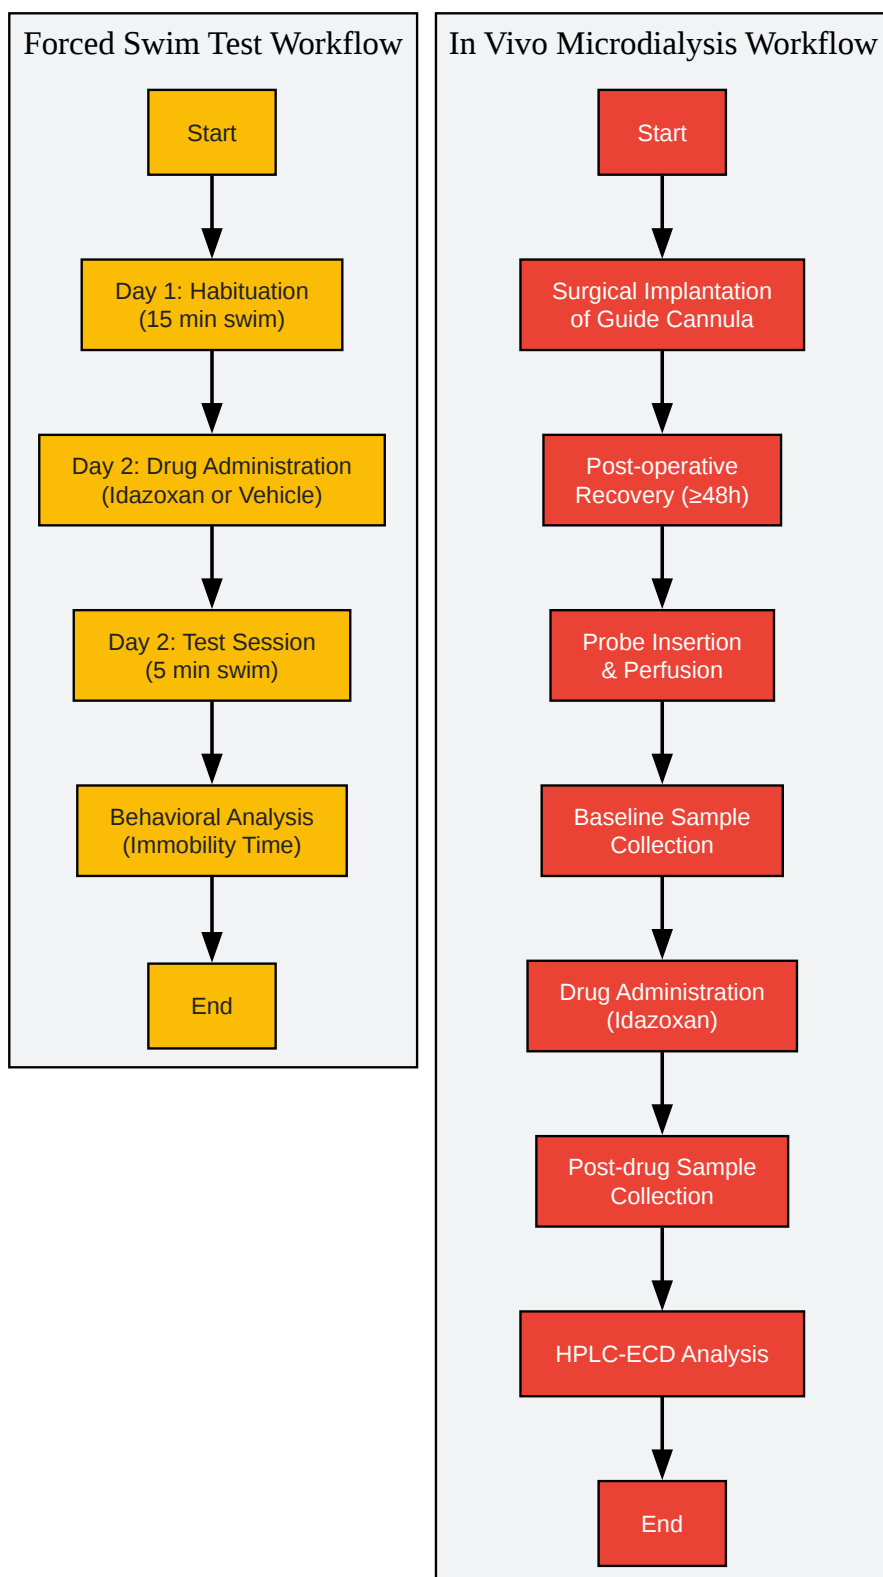 Forced Swim Test Workflow
Start
Day 1: Habituation
(15 min swim)
Day 2: Drug Administration
(Idazoxan or Vehicle)
Day 2: Test Session
(5 min swim)
Behavioral Analysis
(Immobility Time)
End
In Vivo Microdialysis Workflow
Start
Surgical Implantation
of Guide Cannula
Post-operative
Recovery (≥48h)
Probe Insertion
& Perfusion
Baseline Sample
Collection
Drug Administration
(Idazoxan)
Post-drug Sample
Collection
HPLC-ECD Analysis
End